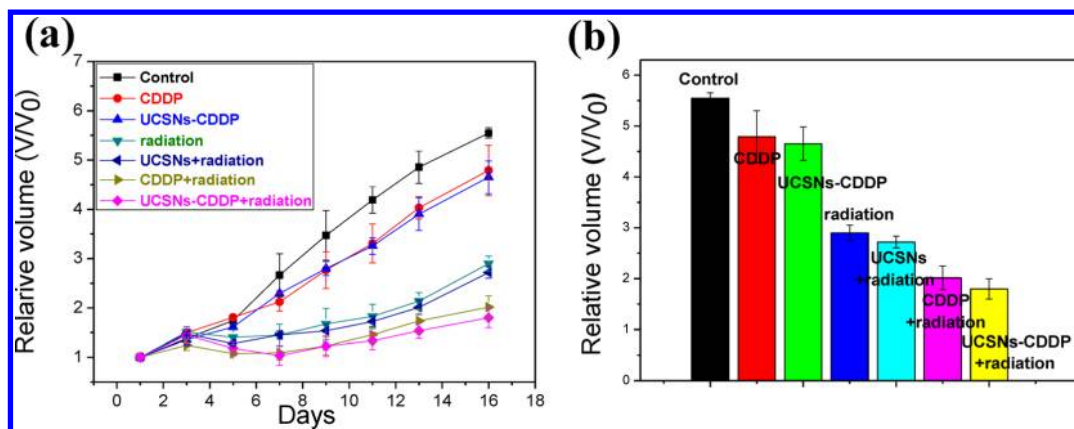 (a)
Relative volume (V/V0)
7
6
5
4
3
2
1
Control
CDDP
UCSNs-CDDP
radiation
UCSNs+radiation
CDDP+radiation
UCSNs-CDDP+radiation
0 2 4 6 8 10 12 14 16 18
Days
(b)
Relative volume (V/V0)
6
5
4
3
2
1
0
Control
CDDP
UCSNs-CDDP
radiation
UCSNs
+radiation
CDDP
+radiation
UCSNs-CDDP
+radiation